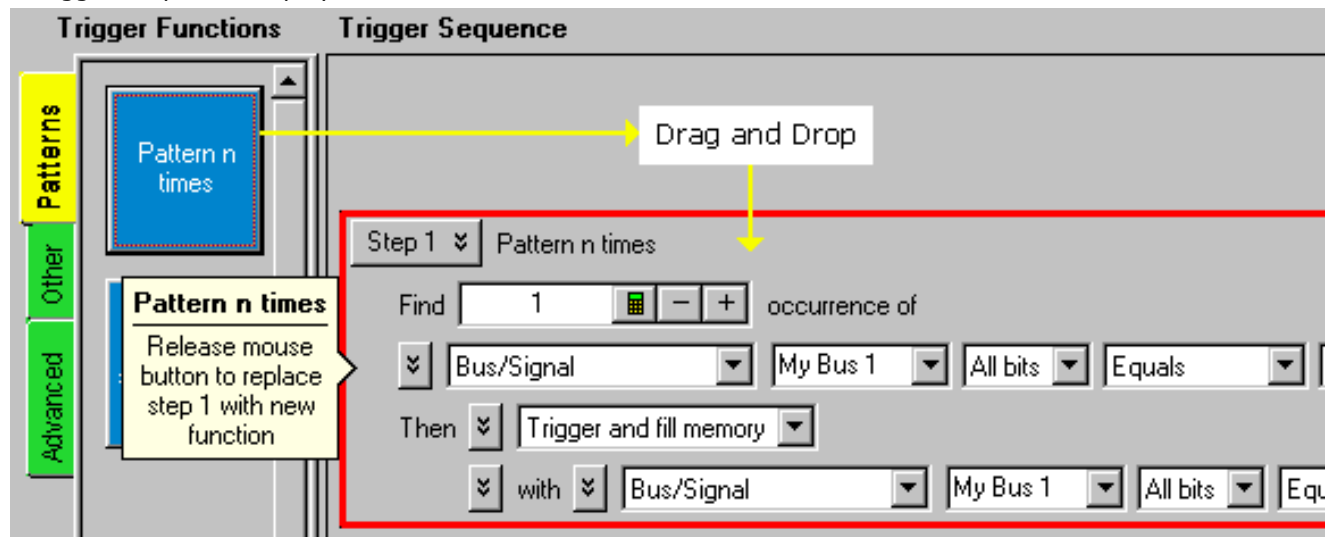 Trigger Functions
Trigger Sequence
Patterns
Other
Advanced
Pattern n
times
Drag and Drop
Pattern n times
Release mouse
button to replace
step 1 with new
function
Step 1 Pattern n times
Find 1 occurrence of
Bus/Signal My Bus 1 All bits Equals
Then Trigger and fill memory
with Bus/Signal My Bus 1 All bits